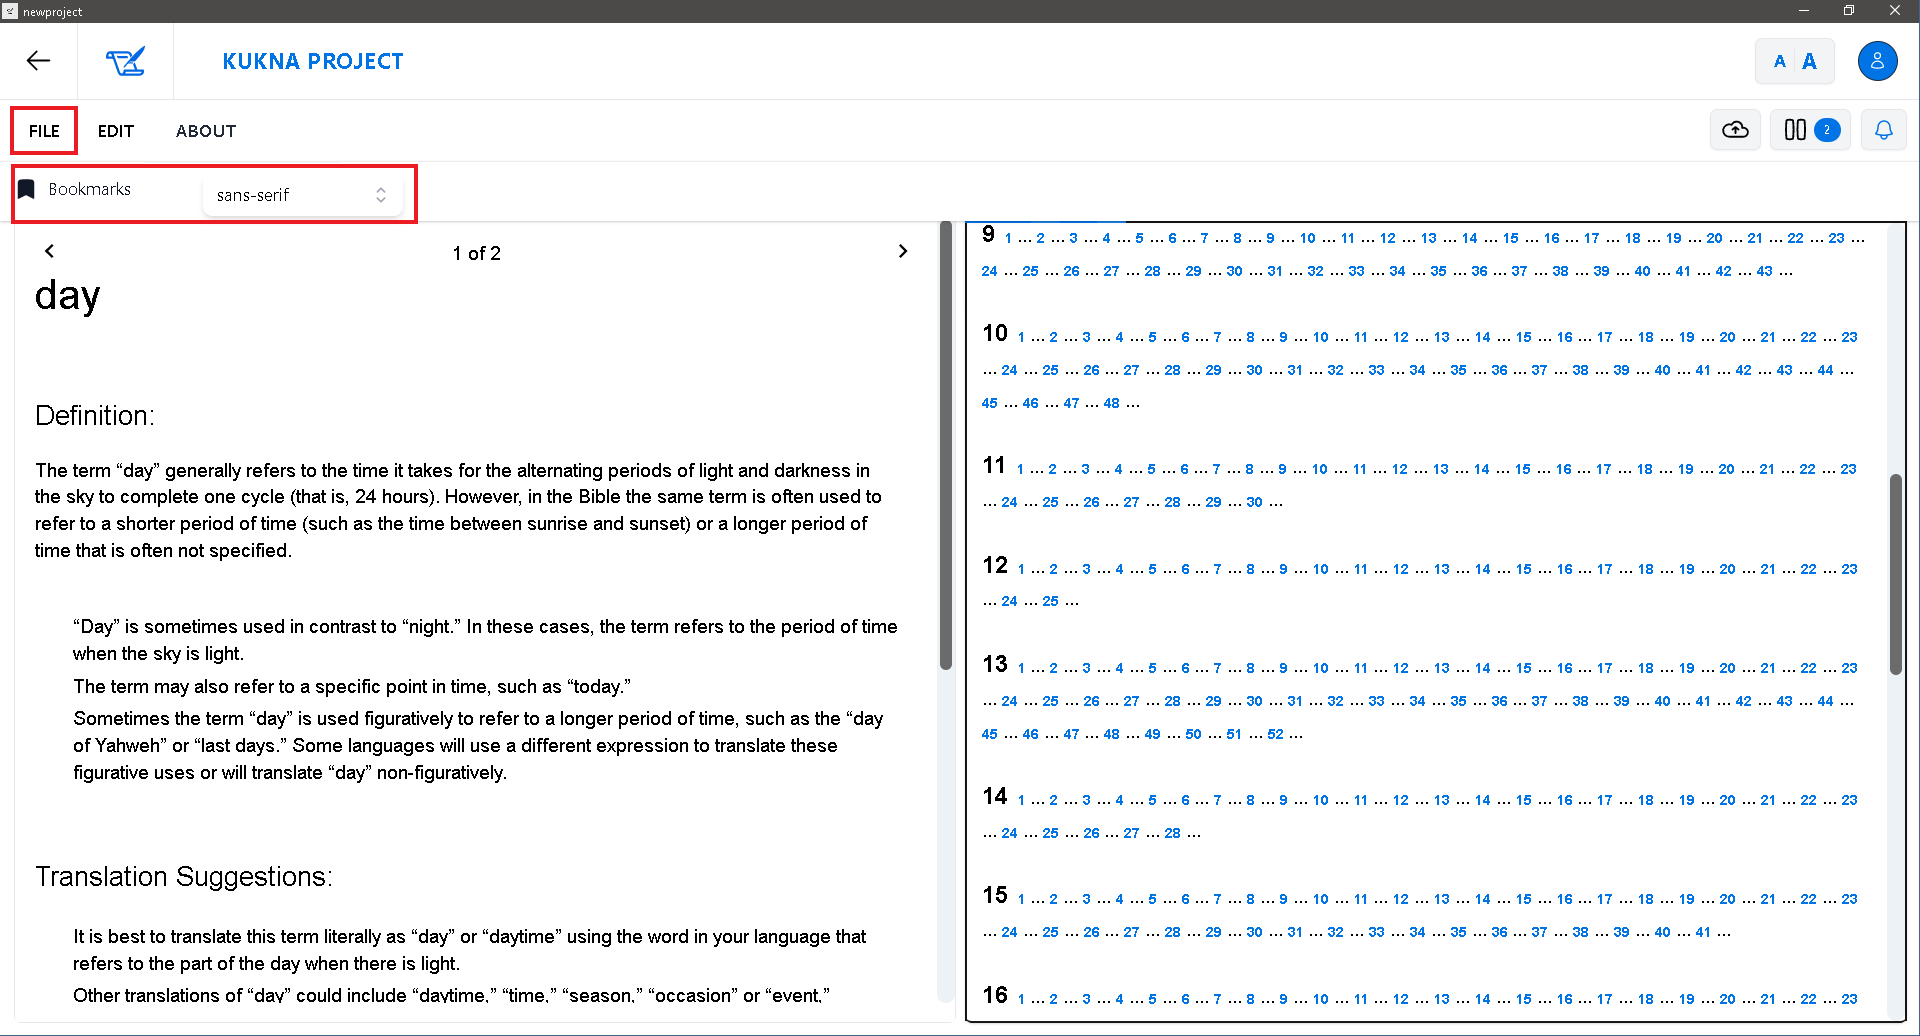 newproject
KUKNA PROJECT
A A
FILE EDIT ABOUT
2
Bookmarks
sans-serif
1 of 2
day
Definition:
The term “day” generally refers to the time it takes for the alternating periods of light and darkness in
the sky to complete one cycle (that is, 24 hours). However, in the Bible the same term is often used to
refer to a shorter period of time (such as the time between sunrise and sunset) or a longer period of
time that is often not specified.
“Day” is sometimes used in contrast to “night.” In these cases, the term refers to the period of time
when the sky is light.
The term may also refer to a specific point in time, such as “today.”
Sometimes the term “day” is used figuratively to refer to a longer period of time, such as the “day
of Yahweh” or “last days.” Some languages will use a different expression to translate these
figurative uses or will translate “day” non-figuratively.
Translation Suggestions:
It is best to translate this term literally as “day” or “daytime” using the word in your language that
refers to the part of the day when there is light.
Other translations of “day” could include “daytime,” “time,” “season,” “occasion” or “event,”
9 1 ... 2 ... 3 ... 4 ... 5 ... 6 ... 7 ... 8 ... 9 ... 10 ... 11 ... 12 ... 13 ... 14 ... 15 ... 16 ... 17 ... 18 ... 19 ... 20 ... 21 ... 22 ... 23 ...
24 ... 25 ... 26 ... 27 ... 28 ... 29 ... 30 ... 31 ... 32 ... 33 ... 34 ... 35 ... 36 ... 37 ... 38 ... 39 ... 40 ... 41 ... 42 ... 43 ...
10 1 ... 2 ... 3 ... 4 ... 5 ... 6 ... 7 ... 8 ... 9 ... 10 ... 11 ... 12 ... 13 ... 14 ... 15 ... 16 ... 17 ... 18 ... 19 ... 20 ... 21 ... 22 ... 23
... 24 ... 25 ... 26 ... 27 ... 28 ... 29 ... 30 ... 31 ... 32 ... 33 ... 34 ... 35 ... 36 ... 37 ... 38 ... 39 ... 40 ... 41 ... 42 ... 43 ... 44 ...
45 ... 46 ... 47 ... 48 ...
11 1 ... 2 ... 3 ... 4 ... 5 ... 6 ... 7 ... 8 ... 9 ... 10 ... 11 ... 12 ... 13 ... 14 ... 15 ... 16 ... 17 ... 18 ... 19 ... 20 ... 21 ... 22 ... 23
... 24 ... 25 ... 26 ... 27 ... 28 ... 29 ... 30 ...
12 1 ... 2 ... 3 ... 4 ... 5 ... 6 ... 7 ... 8 ... 9 ... 10 ... 11 ... 12 ... 13 ... 14 ... 15 ... 16 ... 17 ... 18 ... 19 ... 20 ... 21 ... 22 ... 23
... 24 ... 25 ...
13 1 ... 2 ... 3 ... 4 ... 5 ... 6 ... 7 ... 8 ... 9 ... 10 ... 11 ... 12 ... 13 ... 14 ... 15 ... 16 ... 17 ... 18 ... 19 ... 20 ... 21 ... 22 ... 23
... 24 ... 25 ... 26 ... 27 ... 28 ... 29 ... 30 ... 31 ... 32 ... 33 ... 34 ... 35 ... 36 ... 37 ... 38 ... 39 ... 40 ... 41 ... 42 ... 43 ... 44 ...
45 ... 46 ... 47 ... 48 ... 49 ... 50 ... 51 ... 52 ...
14 1 ... 2 ... 3 ... 4 ... 5 ... 6 ... 7 ... 8 ... 9 ... 10 ... 11 ... 12 ... 13 ... 14 ... 15 ... 16 ... 17 ... 18 ... 19 ... 20 ... 21 ... 22 ... 23
... 24 ... 25 ... 26 ... 27 ... 28 ...
15 1 ... 2 ... 3 ... 4 ... 5 ... 6 ... 7 ... 8 ... 9 ... 10 ... 11 ... 12 ... 13 ... 14 ... 15 ... 16 ... 17 ... 18 ... 19 ... 20 ... 21 ... 22 ... 23
... 24 ... 25 ... 26 ... 27 ... 28 ... 29 ... 30 ... 31 ... 32 ... 33 ... 34 ... 35 ... 36 ... 37 ... 38 ... 39 ... 40 ... 41 ...
16 1 ... 2 ... 3 ... 4 ... 5 ... 6 ... 7 ... 8 ... 9 ... 10 ... 11 ... 12 ... 13 ... 14 ... 15 ... 16 ... 17 ... 18 ... 19 ... 20 ... 21 ... 22 ... 23